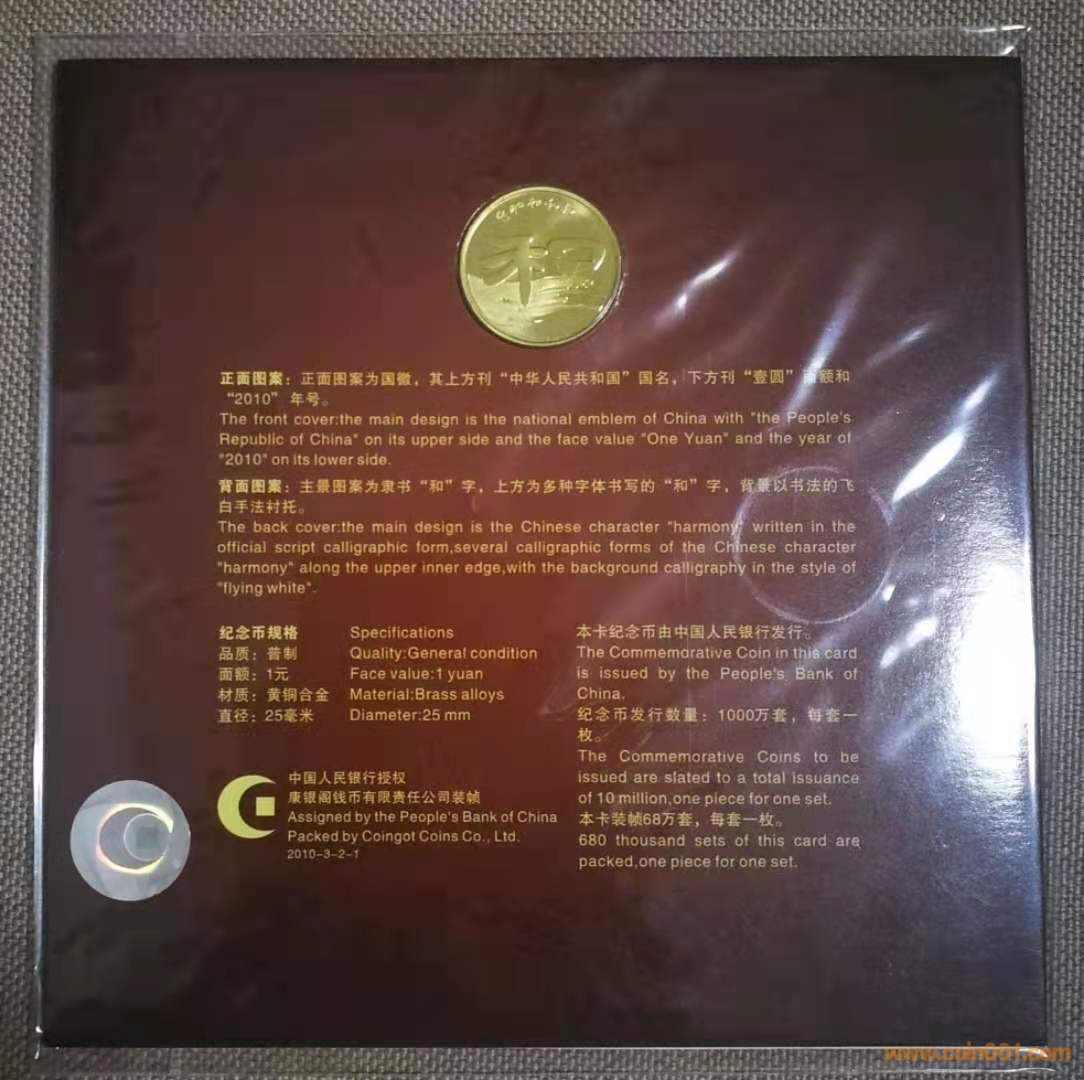 和
正面图案：正面图案为国徽，其上方刊“中华人民共和国”国名，下方刊“壹圆”面额和
“2010”年号。
The front cover:the main design is the national emblem of China with "the People's
Republic of China" on its upper side and the face value "One Yuan" and the year of
"2010" on its lower side.
背面图案：主景图案为隶书“和”字，上方为多种字体书写的“和”字，背景以书法的飞
白手法衬托。
The back cover:the main design is the Chinese character "harmony" written in the
official script calligraphic form,several calligraphic forms of the Chinese character
"harmony" along the upper inner edge,with the background calligraphy in the style of
"flying white".
纪念币规格 Specifications
品质：普制 Quality:General condition
面额：1元 Face value:1 yuan
材质：黄铜合金 Material:Brass alloys
直径：25毫米 Diameter:25 mm
本卡纪念币由中国人民银行发行。
The Commemorative Coin in this card
is issued by the People's Bank of
China.
纪念币发行数量：1000万套，每套一
枚。
The Commemorative Coins to be
issued are slated to a total issuance
of 10 million,one piece for one set.
本卡装帧68万套，每套一枚。
680 thousand sets of this card are
packed,one piece for one set.
中国人民银行授权
康银阁钱币有限责任公司装帧
Assigned by the People's Bank of China
Packed by Coingot Coins Co., Ltd.
2010-3-2-1
www.coin001.com